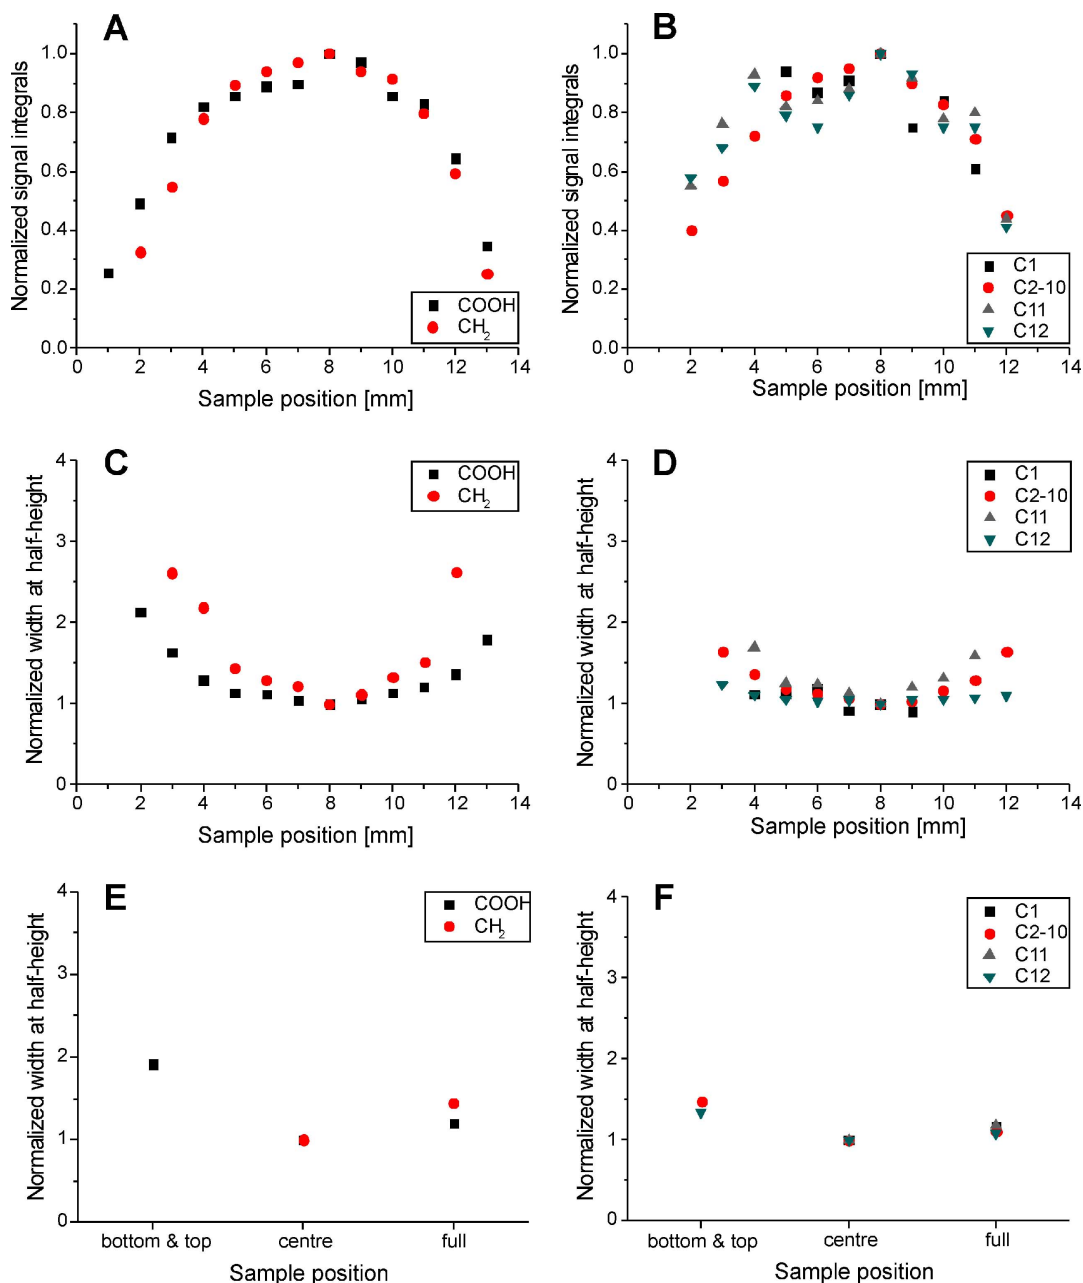 A
Normalized signal integrals
1.0
0.8
0.6
0.4
0.2
0.0
COOH
CH2
0 2 4 6 8 10 12 14
Sample position [mm]
B
Normalized signal integrals
1.0
0.8
0.6
0.4
0.2
0.0
C1
C2-10
C11
C12
0 2 4 6 8 10 12 14
Sample position [mm]
C
Normalized width at half-height
4
3
2
1
0
COOH
CH2
0 2 4 6 8 10 12 14
Sample position [mm]
D
Normalized width at half-height
4
3
2
1
0
C1
C2-10
C11
C12
0 2 4 6 8 10 12 14
Sample position [mm]
E
Normalized width at half-height
4
3
2
1
0
COOH
CH2
bottom & top centre full
Sample position
F
Normalized width at half-height
4
3
2
1
0
C1
C2-10
C11
C12
bottom & top centre full
Sample position